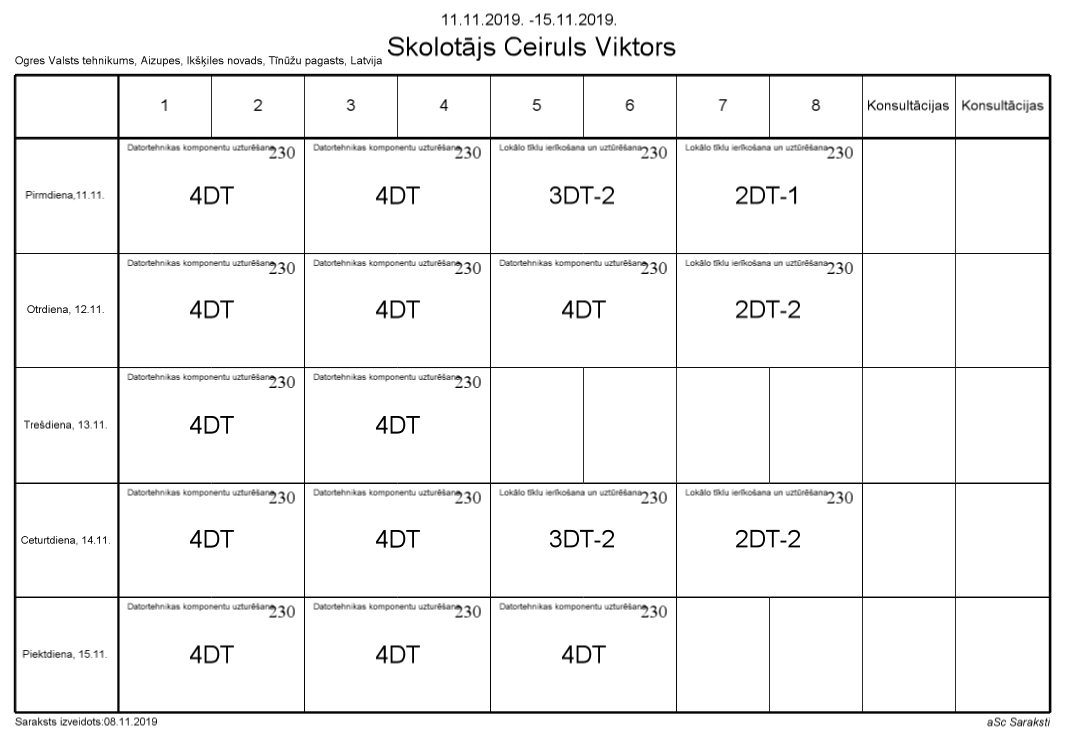 11.11.2019. -15.11.2019.
Skolotājs Ceiruls Viktors
Ogres Valsts tehnikums, Aizupes, Ikšķiles novads, Tīnūžu pagasts, Latvija
1 2 3 4 5 6 7 8 Konsultācijas Konsultācijas
Datortehnikas komponentu uzturēšana 230 Datortehnikas komponentu uzturēšana 230 Lokālo tīklu ierīkošana un uztūrēšana 230 Lokālo tīklu ierīkošana un uztūrēšana 230
Pirmdiena,11.11. 4DT 4DT 3DT-2 2DT-1
Datortehnikas komponentu uzturēšana 230 Datortehnikas komponentu uzturēšana 230 Datortehnikas komponentu uzturēšana 230 Lokālo tīklu ierīkošana un uztūrēšana 230
Otrdiena, 12.11. 4DT 4DT 4DT 2DT-2
Datortehnikas komponentu uzturēšana 230 Datortehnikas komponentu uzturēšana 230
Trešdiena, 13.11. 4DT 4DT
Datortehnikas komponentu uzturēšana 230 Datortehnikas komponentu uzturēšana 230 Lokālo tīklu ierīkošana un uztūrēšana 230 Lokālo tīklu ierīkošana un uztūrēšana 230
Ceturtdiena, 14.11. 4DT 4DT 3DT-2 2DT-2
Datortehnikas komponentu uzturēšana 230 Datortehnikas komponentu uzturēšana 230 Datortehnikas komponentu uzturēšana 230
Piektdiena, 15.11. 4DT 4DT 4DT
Saraksts izveidots:08.11.2019 aSc Saraksti